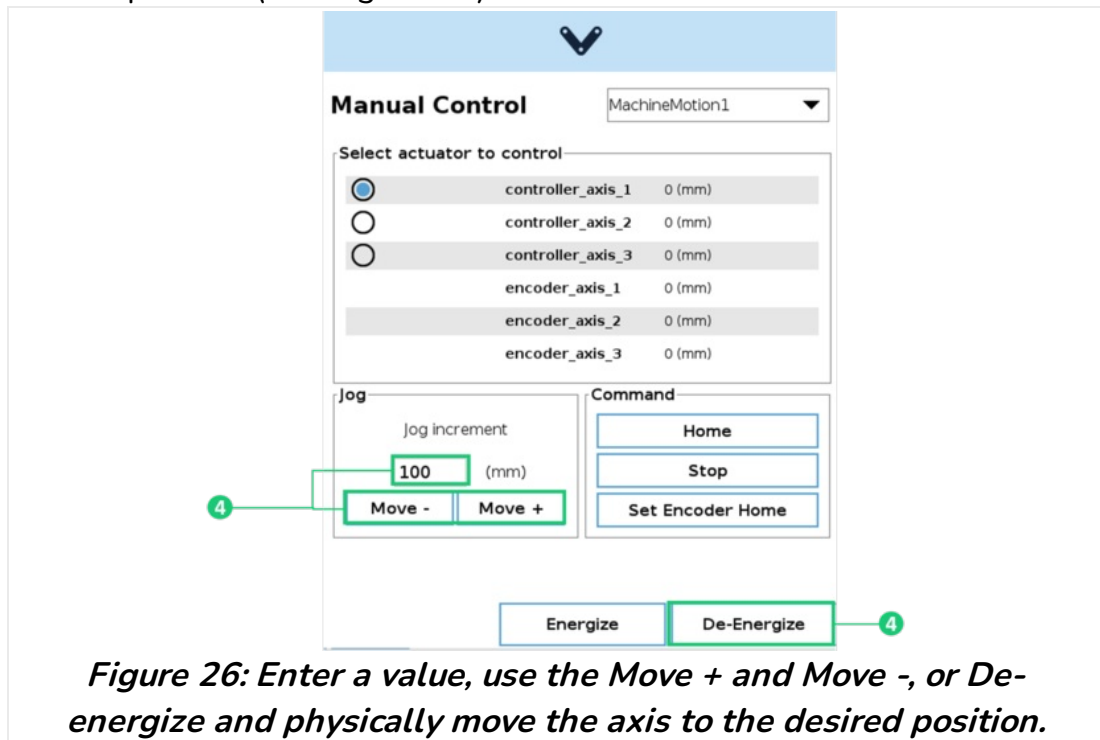 Manual Control
MachineMotion1
Select actuator to control
controller_axis_1 0 (mm)
controller_axis_2 0 (mm)
controller_axis_3 0 (mm)
encoder_axis_1 0 (mm)
encoder_axis_2 0 (mm)
encoder_axis_3 0 (mm)
Jog
Jog increment
100 (mm)
Move - Move +
4
Command
Home
Stop
Set Encoder Home
Energize De-Energize
4
Figure 26: Enter a value, use the Move + and Move -, or De-
energize and physically move the axis to the desired position.